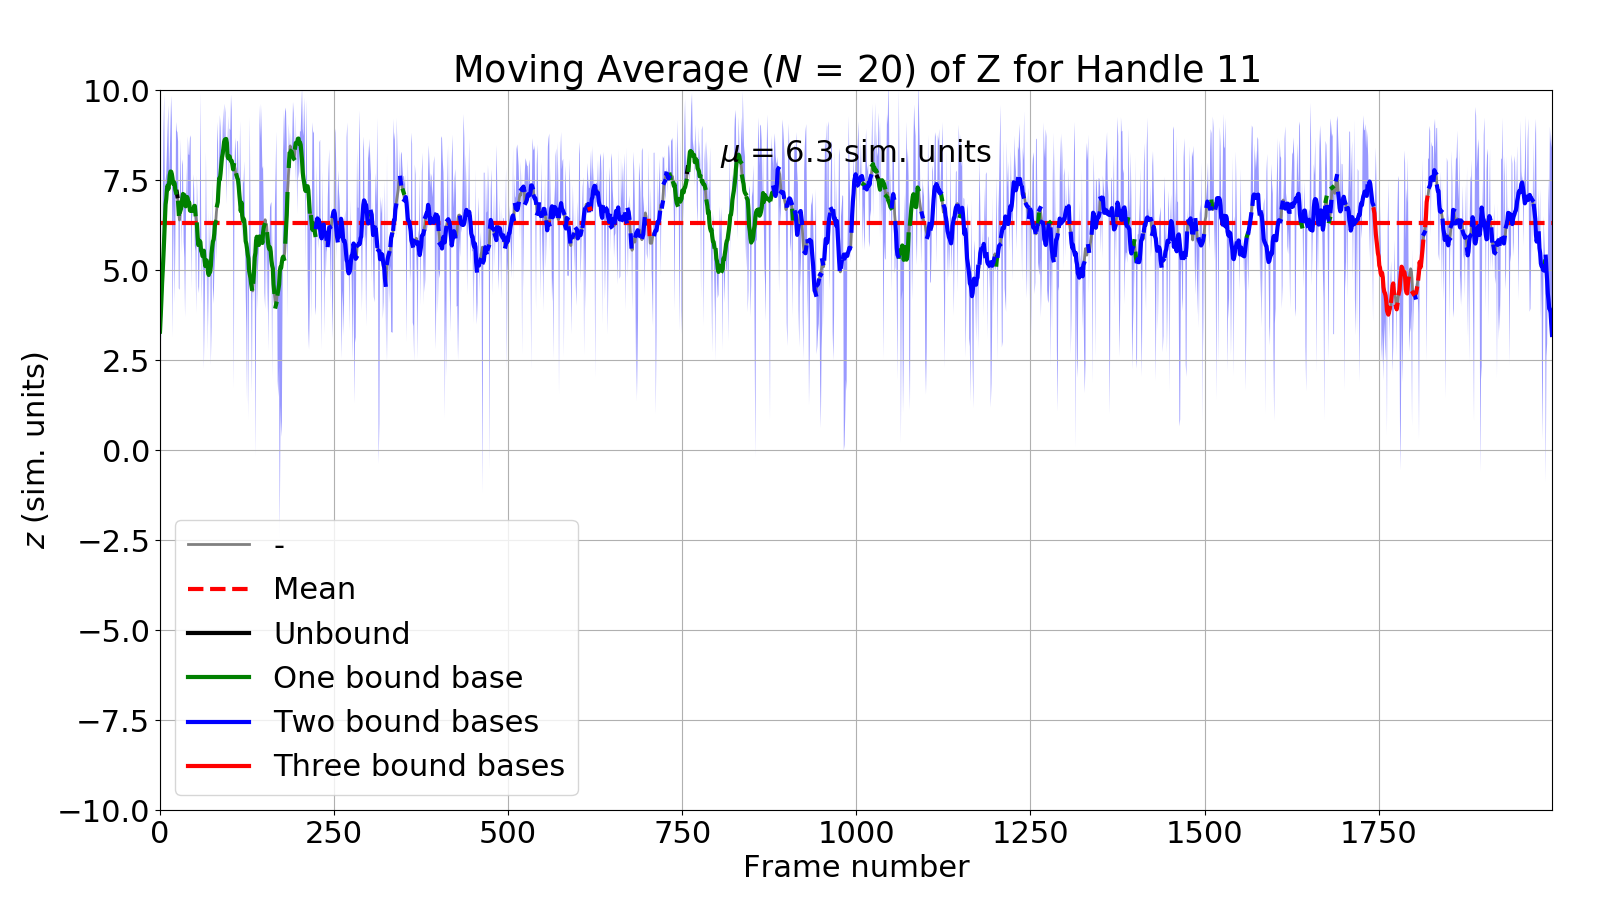 Moving Average (N = 20) of Z for Handle 11
10.0
μ = 6.3 sim. units
7.5
5.0
2.5
0.0
−2.5
−5.0
−7.5
−10.0
z (sim. units)
-
Mean
Unbound
One bound base
Two bound bases
Three bound bases
0 250 500 750 1000 1250 1500 1750
Frame number